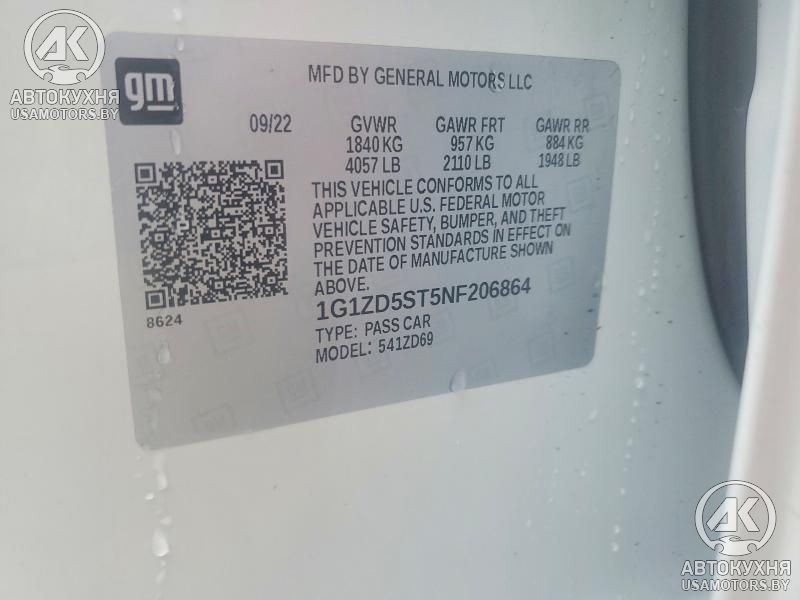 AK
АВТОКУХНЯ
USAMOTORS.BY
gm
MFD BY GENERAL MOTORS LLC
09/22 GVWR GAWR FRT GAWR RR
1840 KG 957 KG 884 KG
4057 LB 2110 LB 1948 LB
THIS VEHICLE CONFORMS TO ALL
APPLICABLE U.S. FEDERAL MOTOR
VEHICLE SAFETY, BUMPER, AND THEFT
PREVENTION STANDARDS IN EFFECT ON
THE DATE OF MANUFACTURE SHOWN
ABOVE.
1G1ZD5ST5NF206864
8624
TYPE: PASS CAR
MODEL: 541ZD69
AK
АВТОКУХНЯ
USAMOTORS.BY